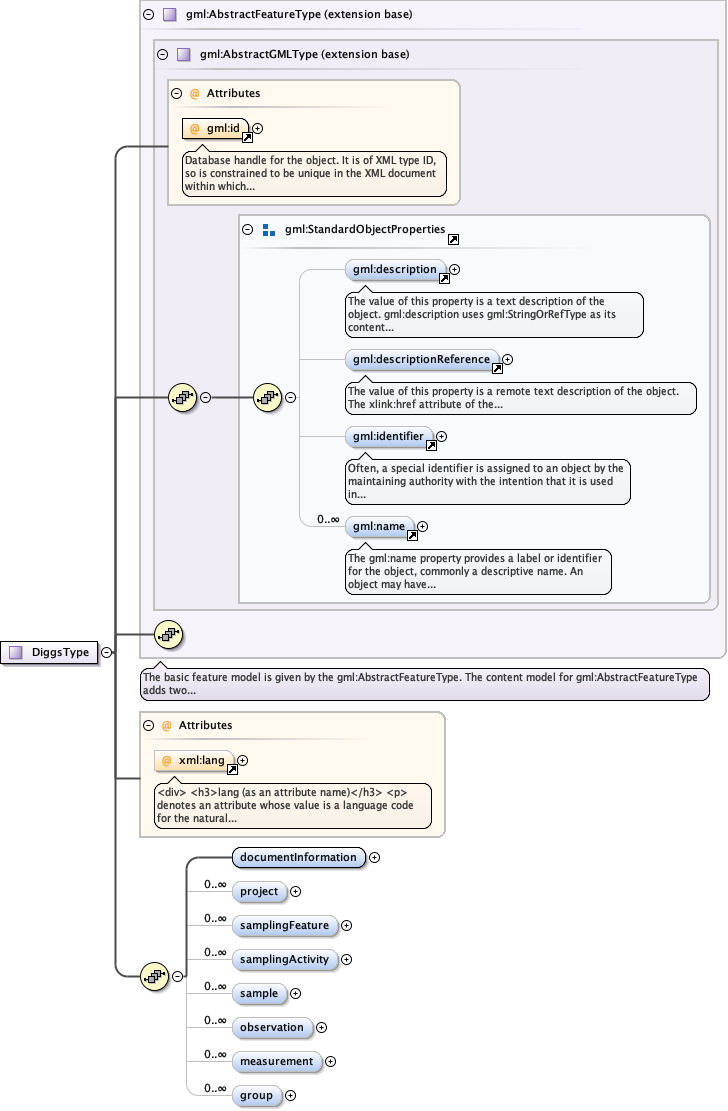 gml:AbstractFeatureType (extension base)
gml:AbstractGMLType (extension base)
@ Attributes
@ gml:id
Database handle for the object. It is of XML type ID,
so is constrained to be unique in the XML document
within which...
gml:StandardObjectProperties
gml:description
The value of this property is a text description of the
object. gml:description uses gml:StringOrRefType as its
content...
gml:descriptionReference
The value of this property is a remote text description of the object.
The xlink:href attribute of the...
gml:identifier
Often, a special identifier is assigned to an object by the
maintaining authority with the intention that it is used
in...
0..∞ gml:name
The gml:name property provides a label or identifier
for the object, commonly a descriptive name. An
object may have...
DiggsType
The basic feature model is given by the gml:AbstractFeatureType. The content model for gml:AbstractFeatureType
adds two...
@ Attributes
@ xml:lang
<div> <h3>lang (as an attribute name)</h3> <p>
denotes an attribute whose value is a language code
for the natural...
documentInformation
0..∞ project
0..∞ samplingFeature
0..∞ samplingActivity
0..∞ sample
0..∞ observation
0..∞ measurement
0..∞ group